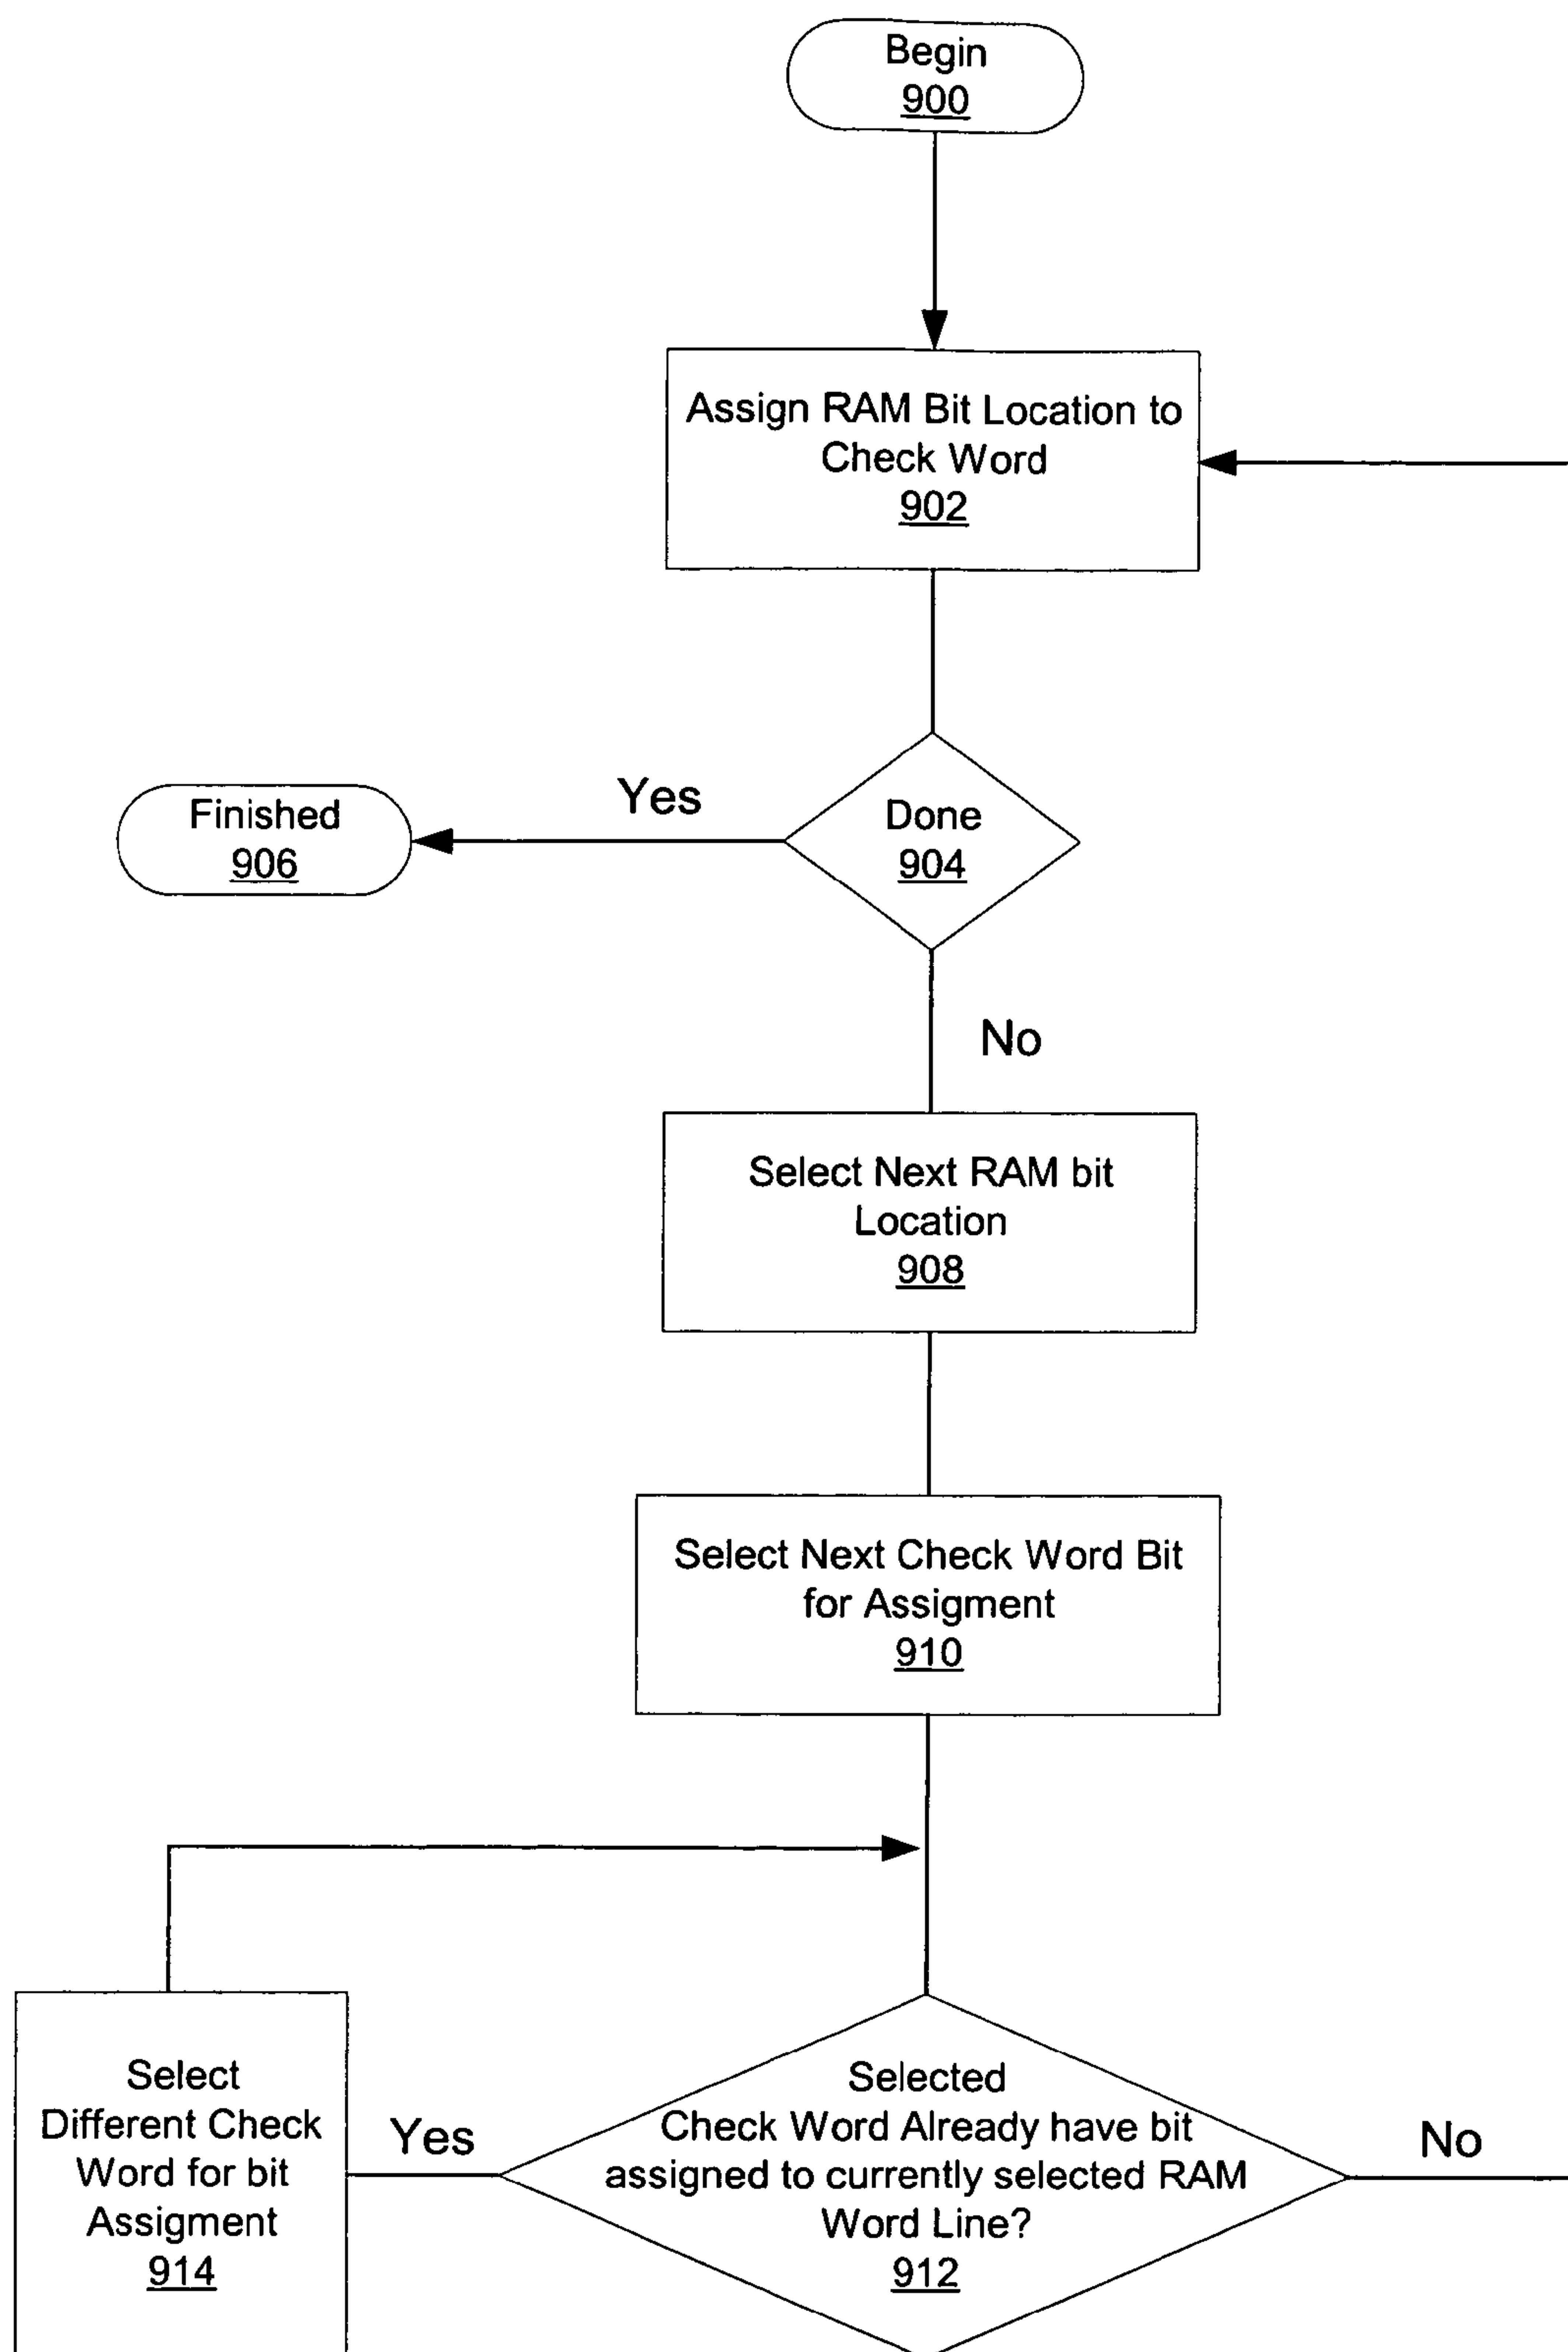 Begin
900
Assign RAM Bit Location to
Check Word
902
Yes
Finished
906
Done
904
No
Select Next RAM bit
Location
908
Select Next Check Word Bit
for Assigment
910
Select
Different Check
Word for bit
Assigment
914
Yes
Selected
Check Word Already have bit
assigned to currently selected RAM
Word Line?
912
No